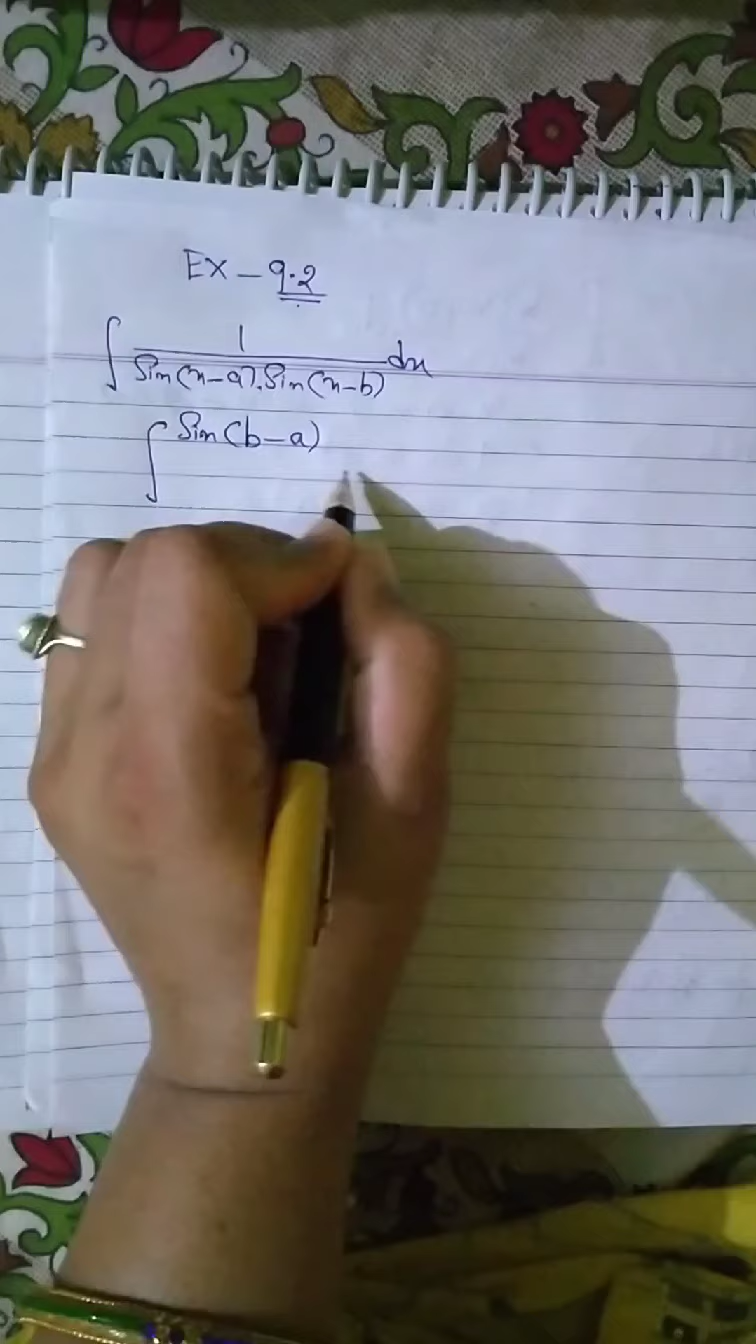 EX - 9.2
∫ 1 / Sin(x-a).Sin(x-b) dx
∫ Sin(b-a)